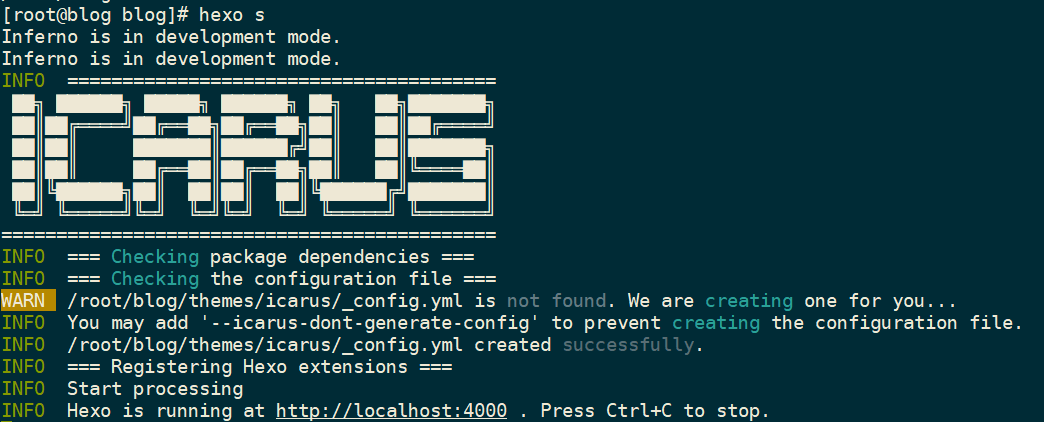 [root@blog blog]# hexo s
Inferno is in development mode.
Inferno is in development mode.
INFO  =======================================
ICARUS
=============================================
INFO  === Checking package dependencies ===
INFO  === Checking the configuration file ===
WARN  /root/blog/themes/icarus/_config.yml is not found. We are creating one for you...
INFO  You may add '--icarus-dont-generate-config' to prevent creating the configuration file.
INFO  /root/blog/themes/icarus/_config.yml created successfully.
INFO  === Registering Hexo extensions ===
INFO  Start processing
INFO  Hexo is running at http://localhost:4000 . Press Ctrl+C to stop.